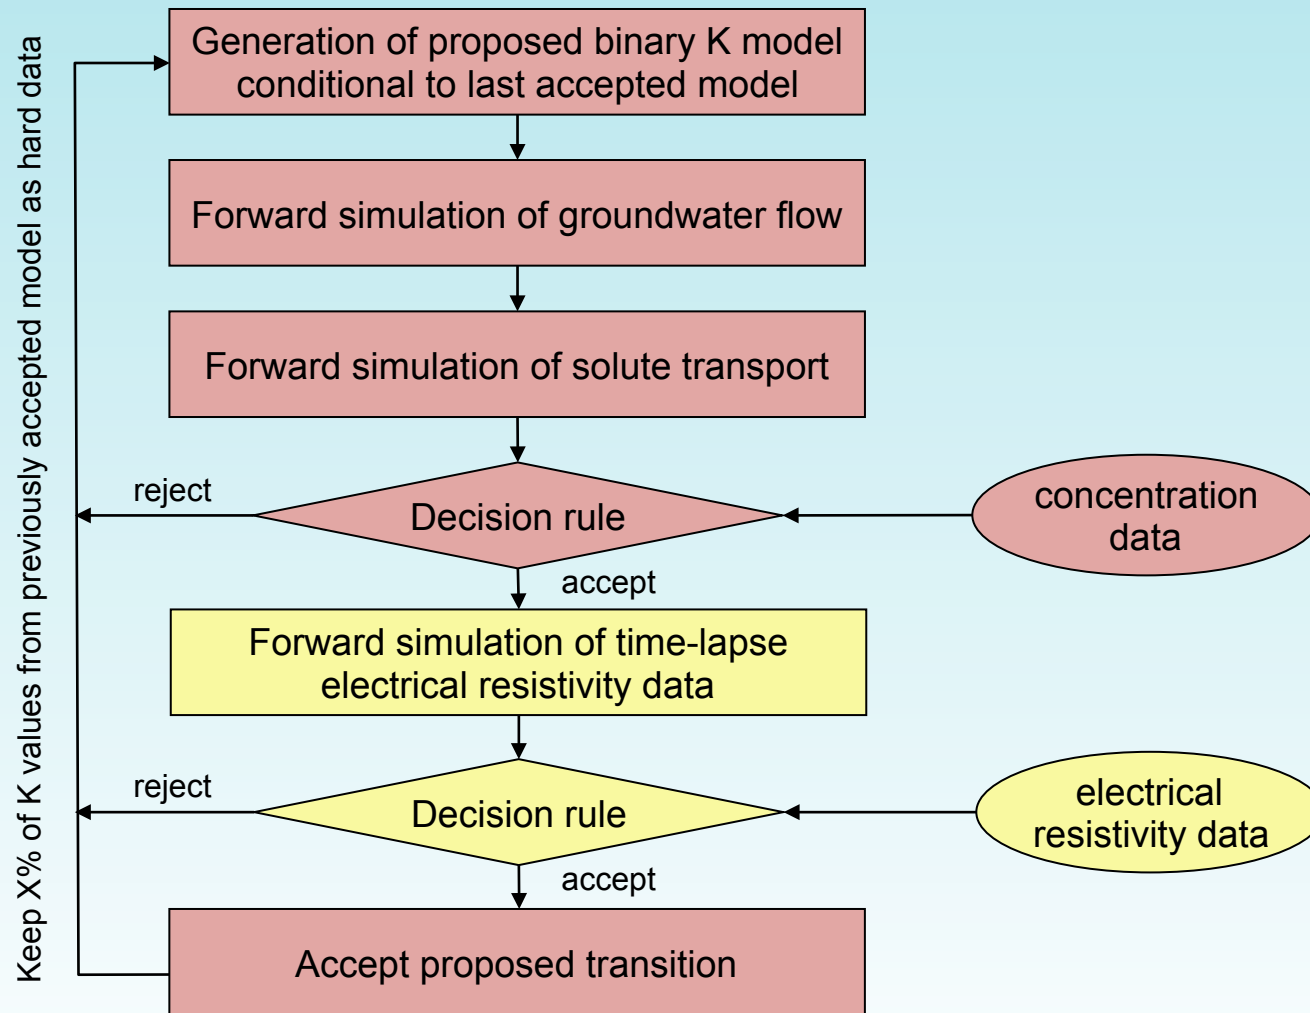 Keep X% of K values from previously accepted model as hard data
Generation of proposed binary K model
conditional to last accepted model
Forward simulation of groundwater flow
Forward simulation of solute transport
reject
Decision rule
concentration
data
accept
Forward simulation of time-lapse
electrical resistivity data
reject
Decision rule
electrical
resistivity data
accept
Accept proposed transition